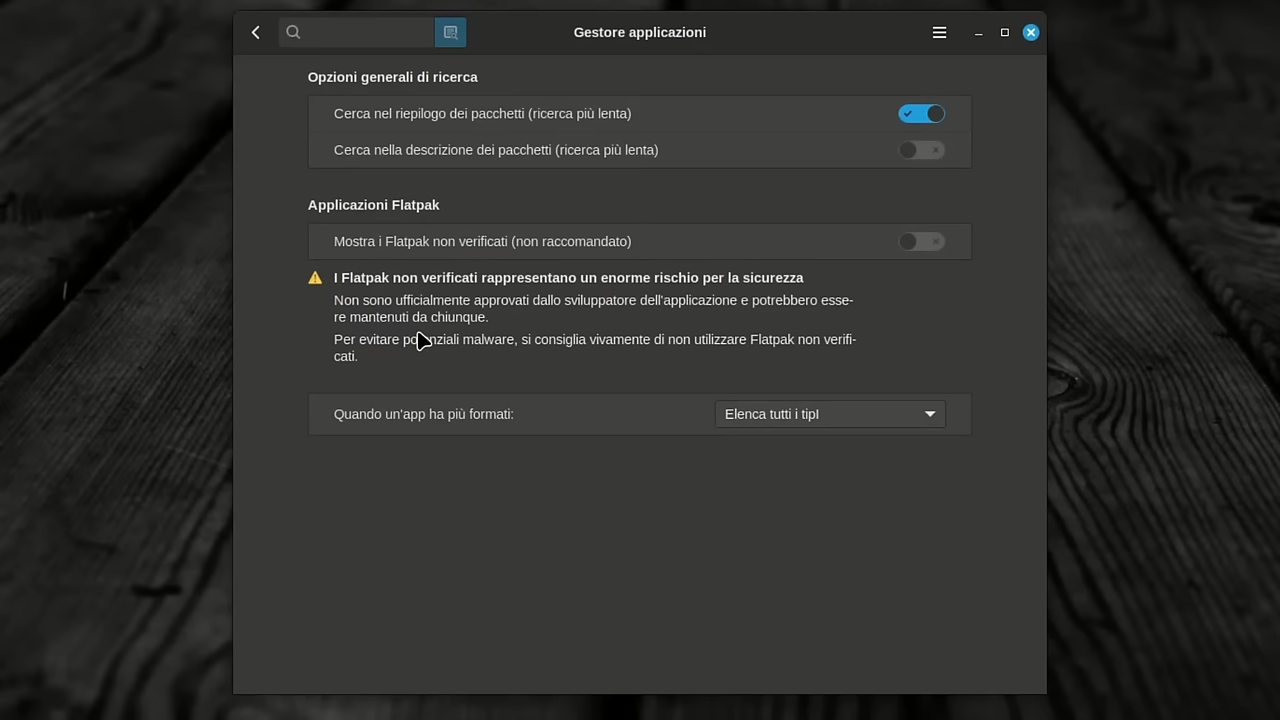 Gestore applicazioni
Opzioni generali di ricerca
Cerca nel riepilogo dei pacchetti (ricerca più lenta)
Cerca nella descrizione dei pacchetti (ricerca più lenta)
Applicazioni Flatpak
Mostra i Flatpak non verificati (non raccomandato)
I Flatpak non verificati rappresentano un enorme rischio per la sicurezza
Non sono ufficialmente approvati dallo sviluppatore dell'applicazione e potrebbero esse-
re mantenuti da chiunque.
Per evitare potenziali malware, si consiglia vivamente di non utilizzare Flatpak non verifi-
cati.
Quando un'app ha più formati:
Elenca tutti i tipI